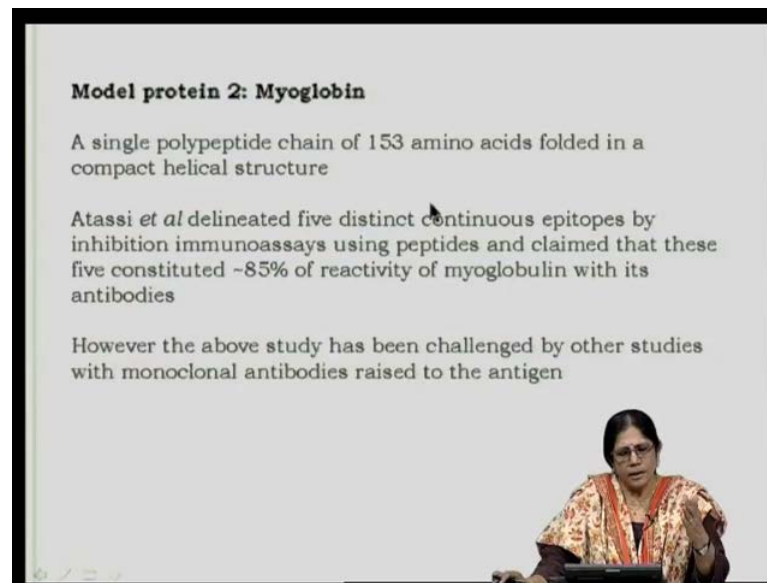 Model protein 2: Myoglobin
A single polypeptide chain of 153 amino acids folded in a
compact helical structure
Atassi et al delineated five distinct continuous epitopes by
inhibition immunoassays using peptides and claimed that these
five constituted ~85% of reactivity of myoglobulin with its
antibodies
However the above study has been challenged by other studies
with monoclonal antibodies raised to the antigen